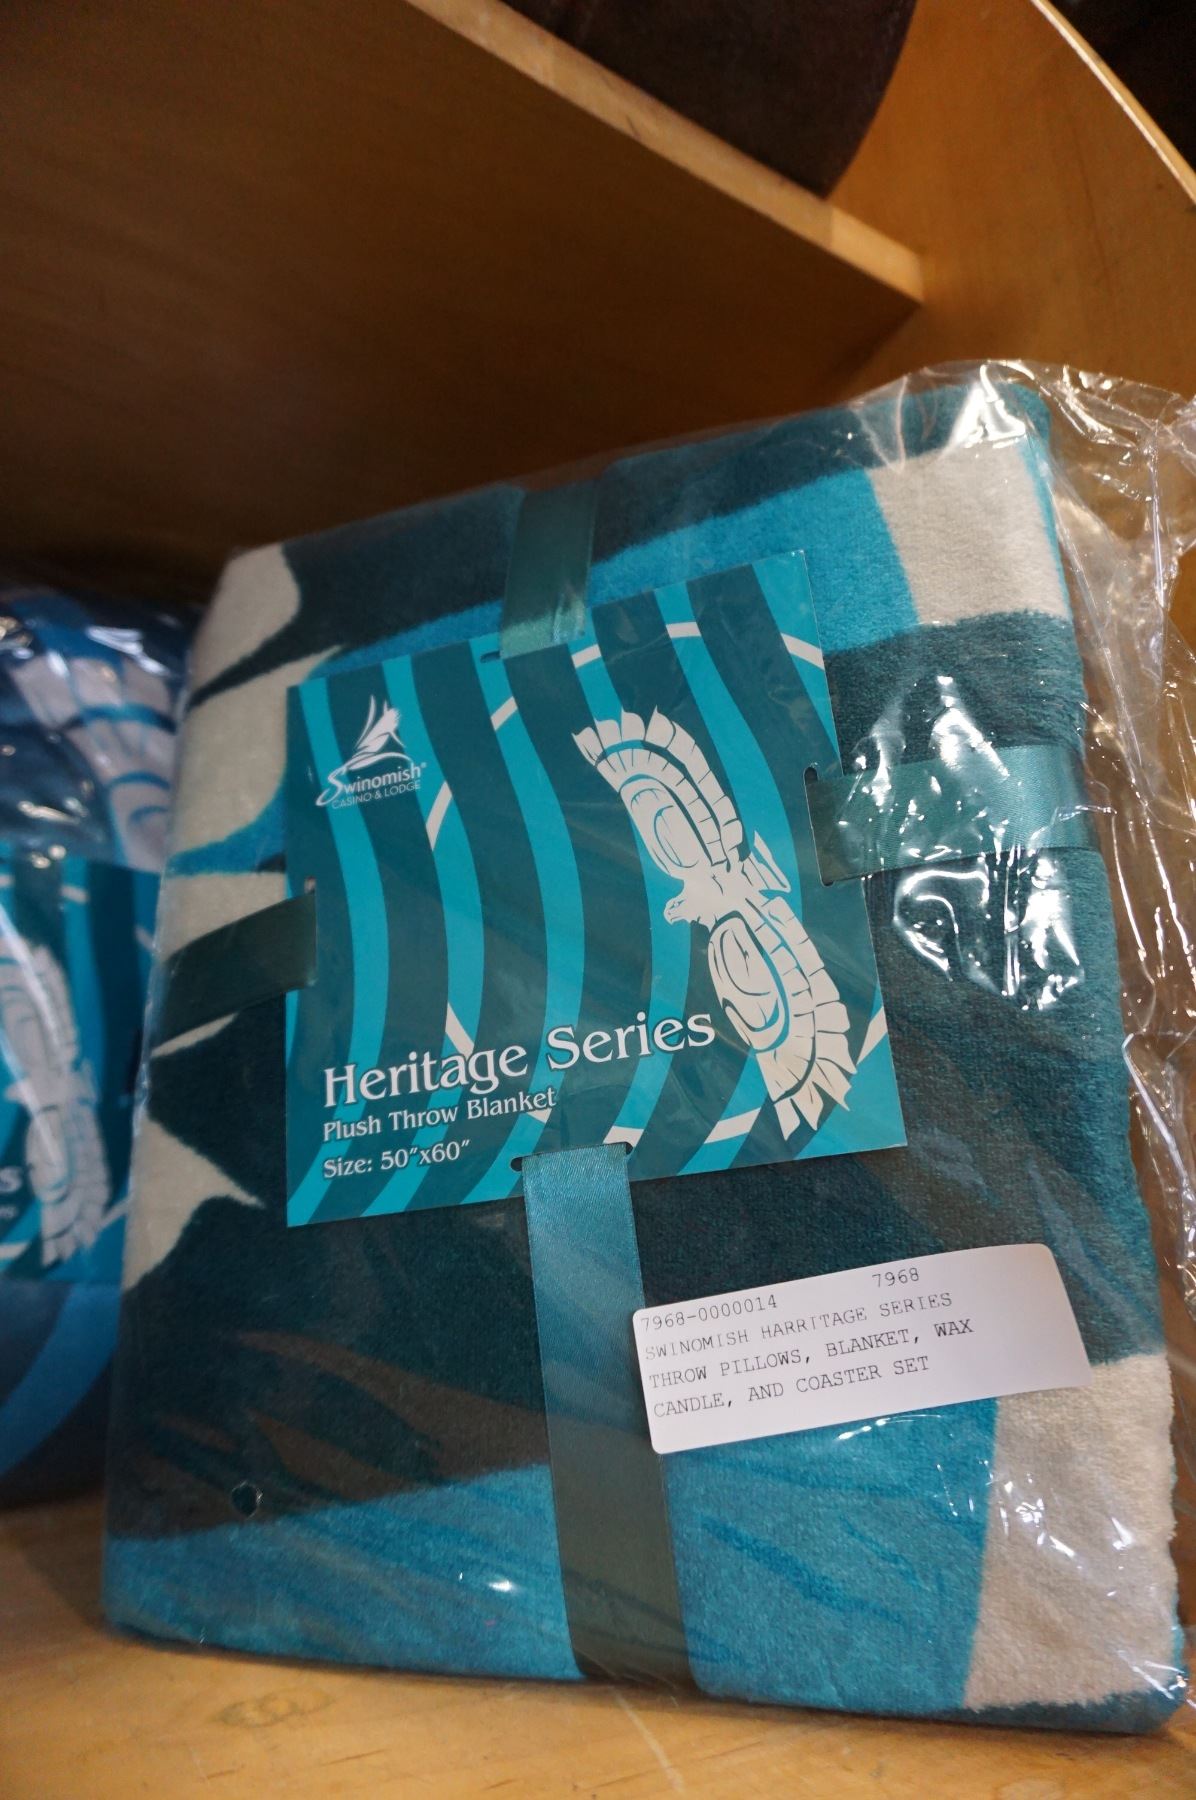 Swinomish®
CASINO & LODGE
Heritage Series
Plush Throw Blanket
Size: 50"x60"
7968-0000014 7968
SWINOMISH HARRITAGE SERIES
THROW PILLOWS, BLANKET, WAX
CANDLE, AND COASTER SET